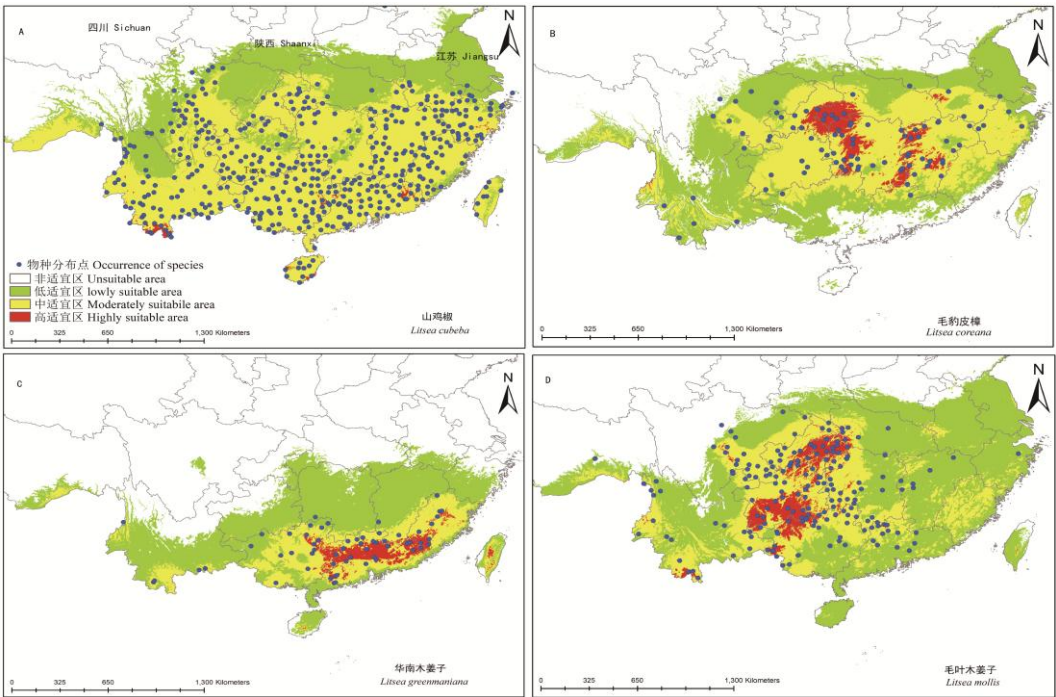 A
四川 Sichuan
陕西 Shaanxi
江苏 Jiangsu
N
物种分布点 Occurrence of species
非适宜区 Unsuitable area
低适宜区 lowly suitable area
中适宜区 Moderately suitabile area
高适宜区 Highly suitable area
0 325 650 1,300 Kilometers
山鸡椒
Litsea cubeba
B
N
0 325 650 1,300 Kilometers
毛豹皮樟
Litsea coreana
C
N
0 325 650 1,300 Kilometers
华南木姜子
Litsea greenmaniana
D
N
0 325 650 1,300 Kilometers
毛叶木姜子
Litsea mollis